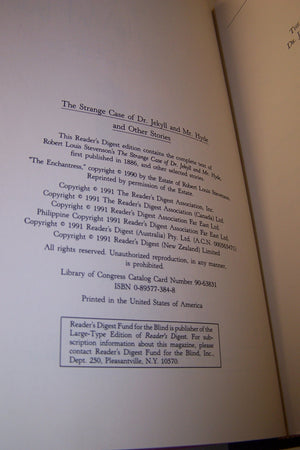 The Strange Case of Dr. Jekyll and Mr. Hyde
and Other Stories
This Reader's Digest edition contains the complete text of
Robert Louis Stevenson's The Strange Case of Dr. Jekyll and Mr. Hyde,
first published in 1886, and other selected stories.
"The Enchantress," copyright © 1990 by the Estate of Robert Louis Stevenson,
Reprinted by permission of the Estate.
Copyright © 1991 The Reader's Digest Association, Inc.
Copyright © 1991 The Reader's Digest Association (Canada) Ltd.
Copyright © 1991 Reader's Digest Association Far East Ltd.
Philippine Copyright © 1991 Reader's Digest Association Far East Ltd.
Copyright © 1991 Reader's Digest (Australia) Pty. Ltd. (A.C.N. 000565471)
Copyright © 1991 Reader's Digest (New Zealand) Limited
All rights reserved. Unauthorized reproduction, in any manner,
is prohibited.
Library of Congress Catalog Card Number 90-63831
ISBN 0-89577-384-8
Printed in the United States of America
Reader's Digest Fund for the Blind is publisher of the
Large-Type Edition of Reader's Digest. For sub-
scription information about this magazine, please
contact Reader's Digest Fund for the Blind, Inc.,
Dept. 250, Pleasantville, N.Y. 10570.